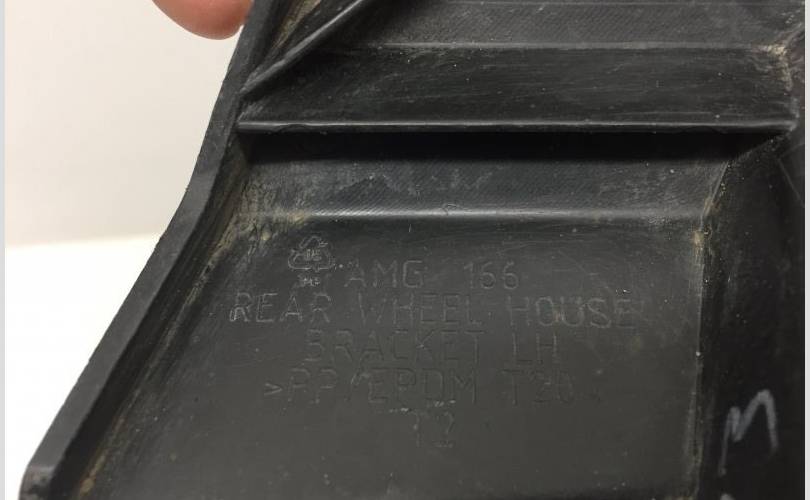 AMG 166
REAR WHEEL HOUSE
BRACKET LH
>PP/EPDM T20<
M